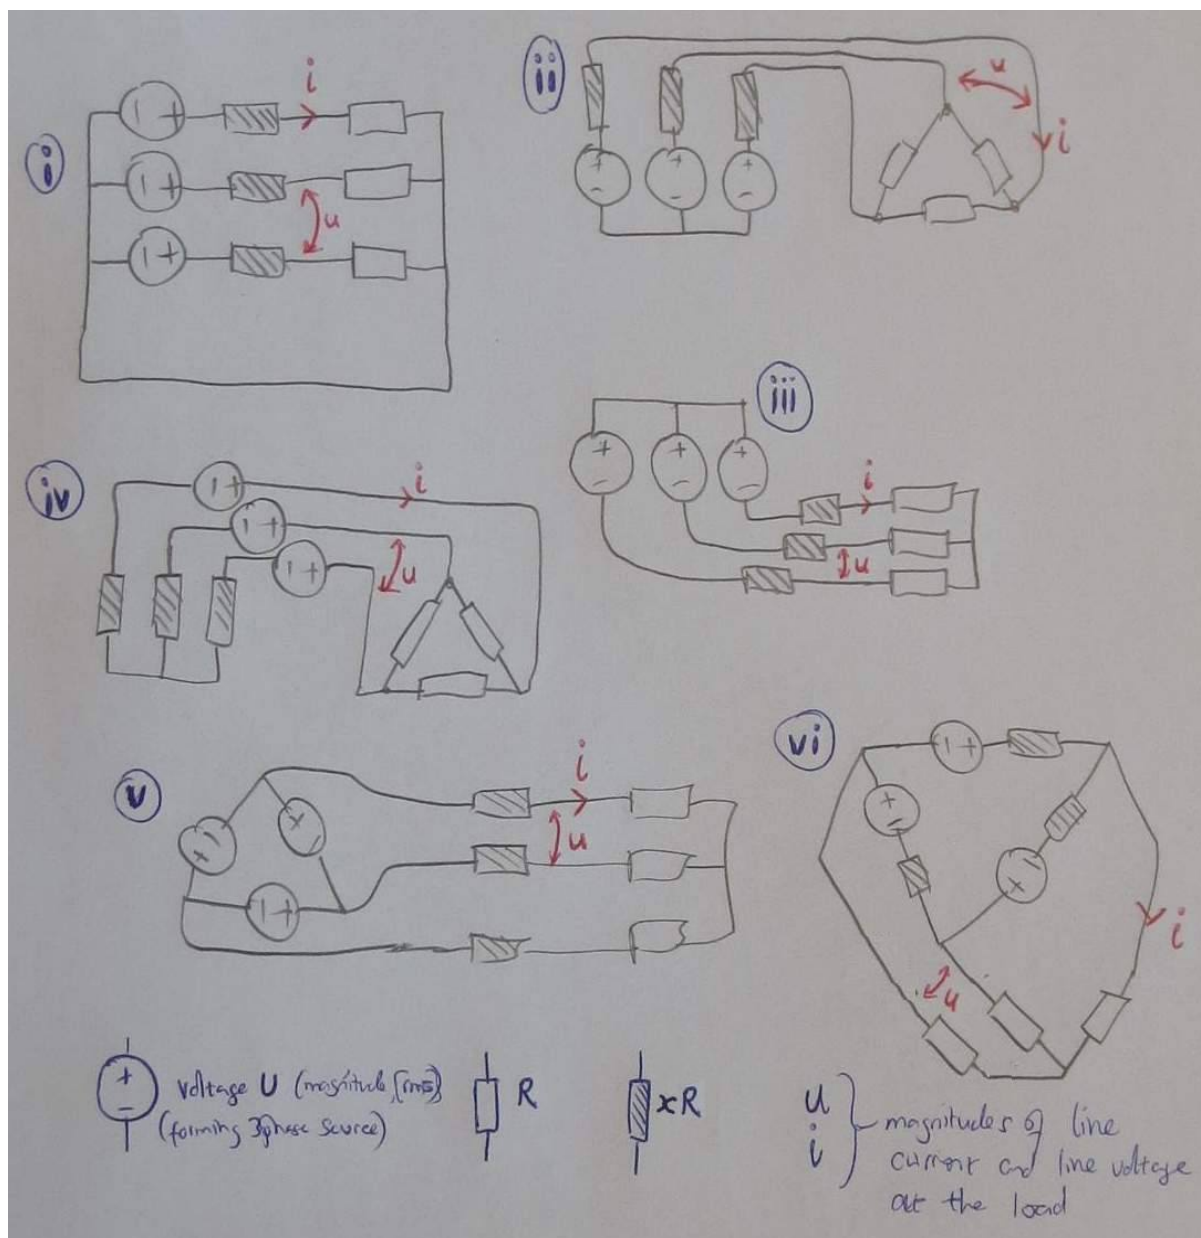 i
i
u
ii
u
i
iii
i
u
iv
i
u
v
i
u
vi
i
u
voltage U (magnitude, rms)
(forming 3phase source)
R
xR
u
i
magnitudes of line
current and line voltage
at the load